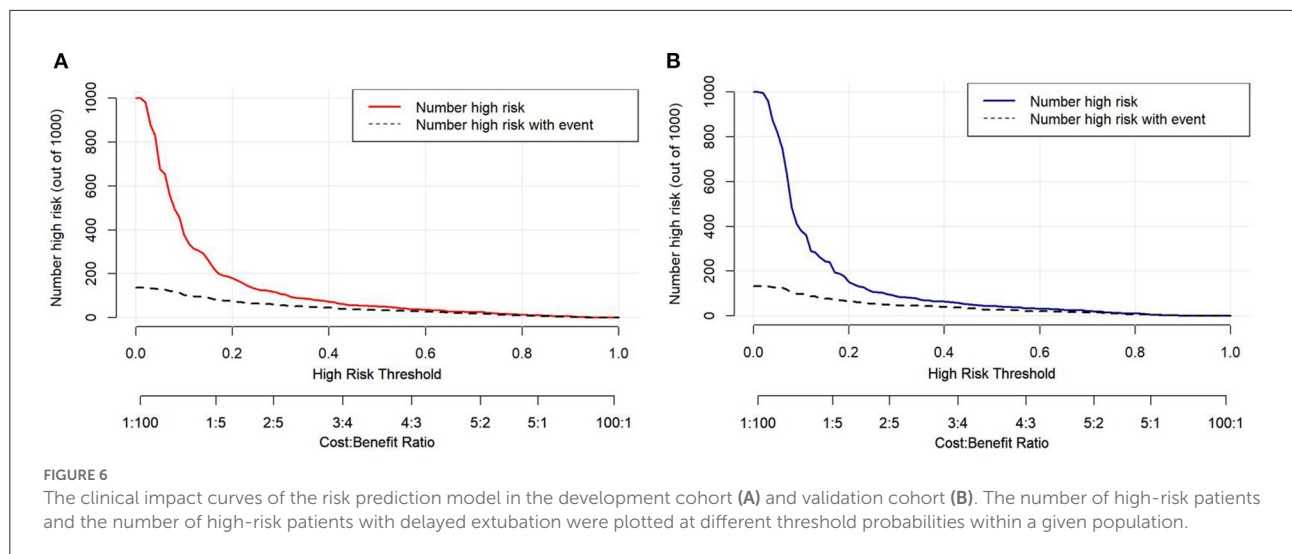 A
Number high risk (out of 1000)
1000
800
600
400
200
0
Number high risk
Number high risk with event
0.0 0.2 0.4 0.6 0.8 1.0
High Risk Threshold
1:100 1:5 2:5 3:4 4:3 5:2 5:1 100:1
Cost:Benefit Ratio
B
Number high risk (out of 1000)
1000
800
600
400
200
0
Number high risk
Number high risk with event
0.0 0.2 0.4 0.6 0.8 1.0
High Risk Threshold
1:100 1:5 2:5 3:4 4:3 5:2 5:1 100:1
Cost:Benefit Ratio
FIGURE 6
The clinical impact curves of the risk prediction model in the development cohort (A) and validation cohort (B). The number of high-risk patients
and the number of high-risk patients with delayed extubation were plotted at different threshold probabilities within a given population.